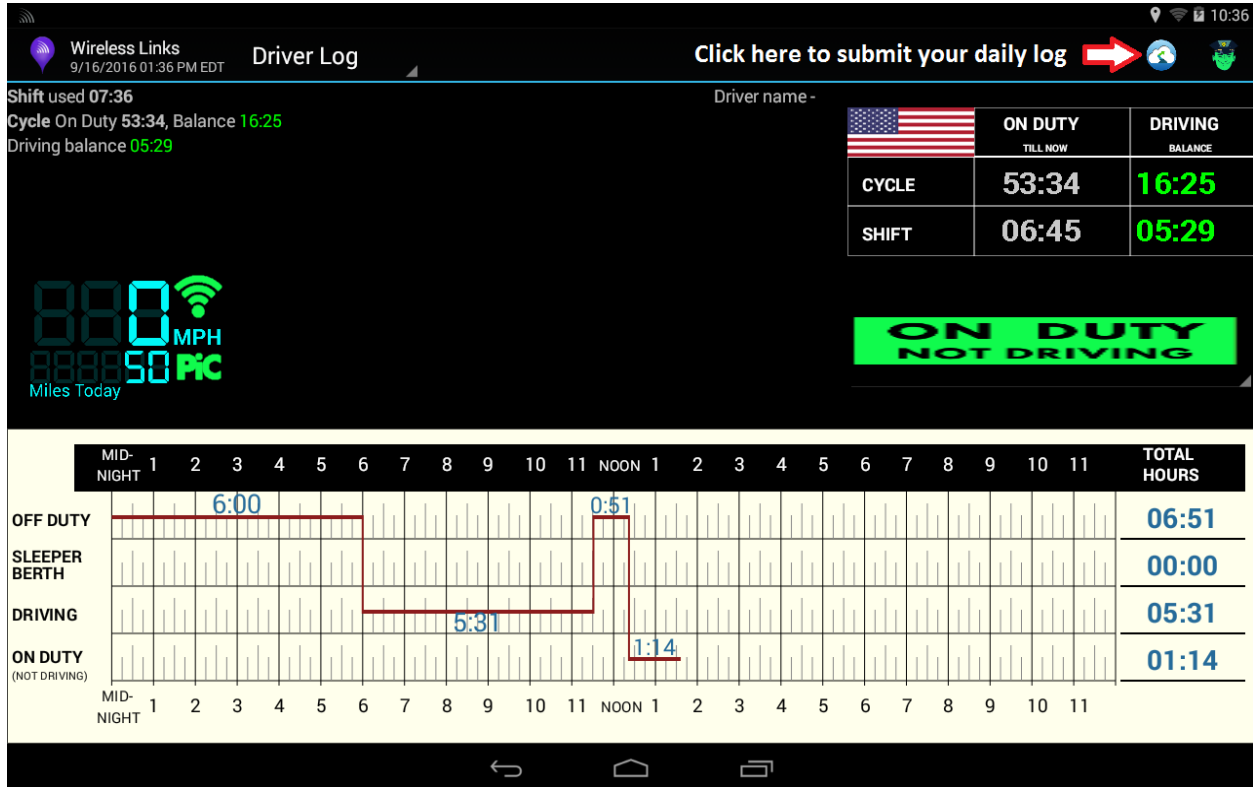 10:36
Wireless Links
9/16/2016 01:36 PM EDT
Driver Log
Click here to submit your daily log
Shift used 07:36
Cycle On Duty 53:34, Balance 16:25
Driving balance 05:29
Driver name -
ON DUTY DRIVING
TILL NOW BALANCE
CYCLE 53:34 16:25
SHIFT 06:45 05:29
0 MPH
50 PiC
Miles Today
ON DUTY
NOT DRIVING
MID-
NIGHT 1 2 3 4 5 6 7 8 9 10 11 NOON 1 2 3 4 5 6 7 8 9 10 11 TOTAL
HOURS
6:00 0:51
OFF DUTY 06:51
SLEEPER
BERTH 00:00
DRIVING 5:31 05:31
ON DUTY 1:14 01:14
(NOT DRIVING)
MID-
NIGHT 1 2 3 4 5 6 7 8 9 10 11 NOON 1 2 3 4 5 6 7 8 9 10 11